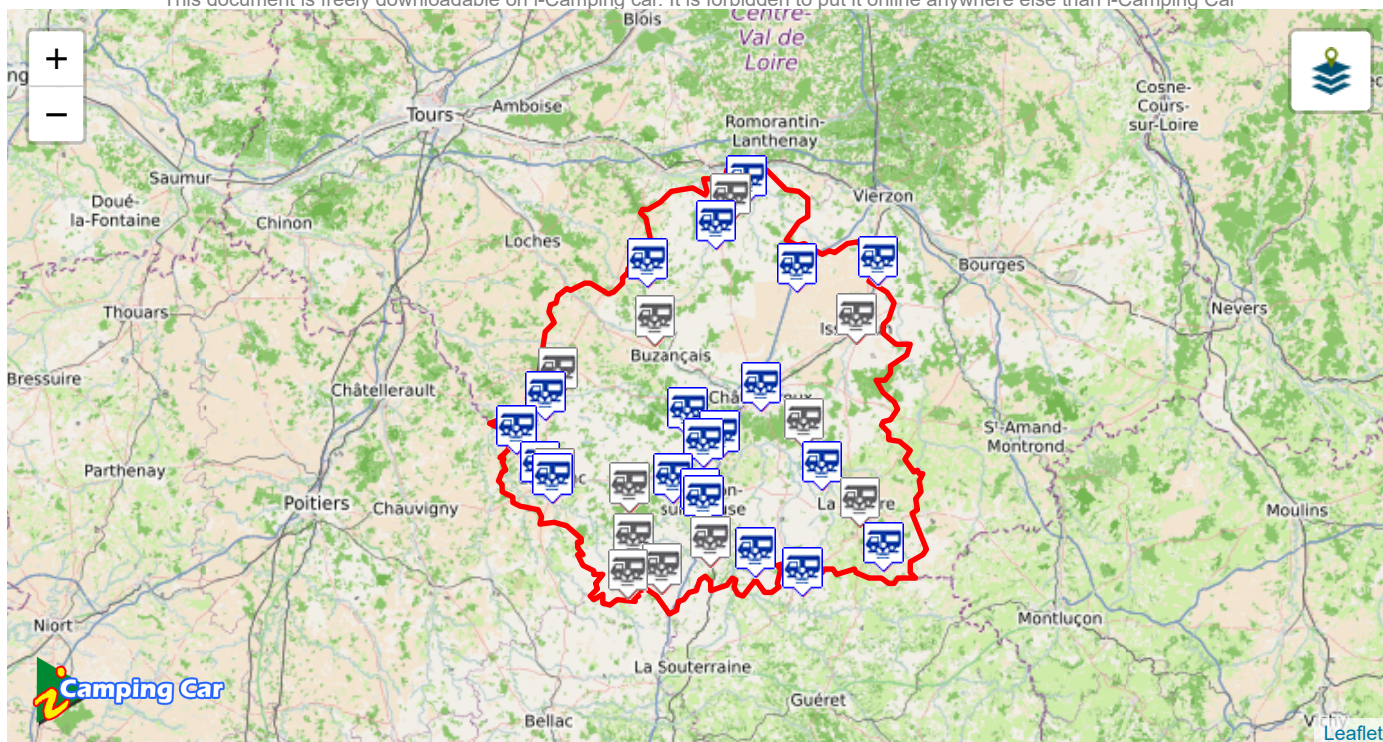 This document is freely downloadable on i-Camping car. It is forbidden to put it online anywhere else than i-Camping Car
Blois
Centre-
Val de
Loire
+
−
Tours
Amboise
Cosne-
Cours-
sur-Loire
Romorantin-
Lanthenay
Saumur
Vierzon
Doué-
la-Fontaine
Chinon
Loches
Bourges
Thouars
Nevers
Buzançais
Bressuire
Châtellerault
St-Amand-
Montrond
Parthenay
Poitiers
Chauvigny
Moulins
Niort
Montluçon
La Souterraine
i Camping Car
Guéret
Bellac
Vichy
Leaflet